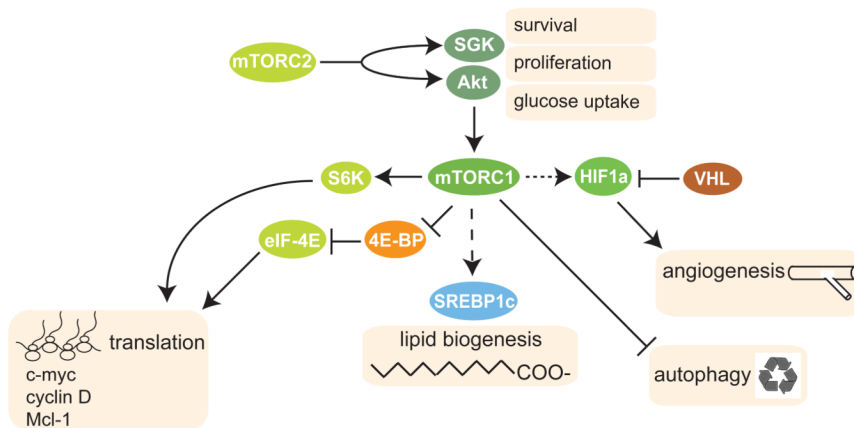 survival
mTORC2
SGK
proliferation
Akt
glucose uptake
S6K
mTORC1
HIF1a
VHL
eIF-4E
4E-BP
angiogenesis
SREBP1c
translation
lipid biogenesis
COO-
c-myc
cyclin D
Mcl-1
autophagy